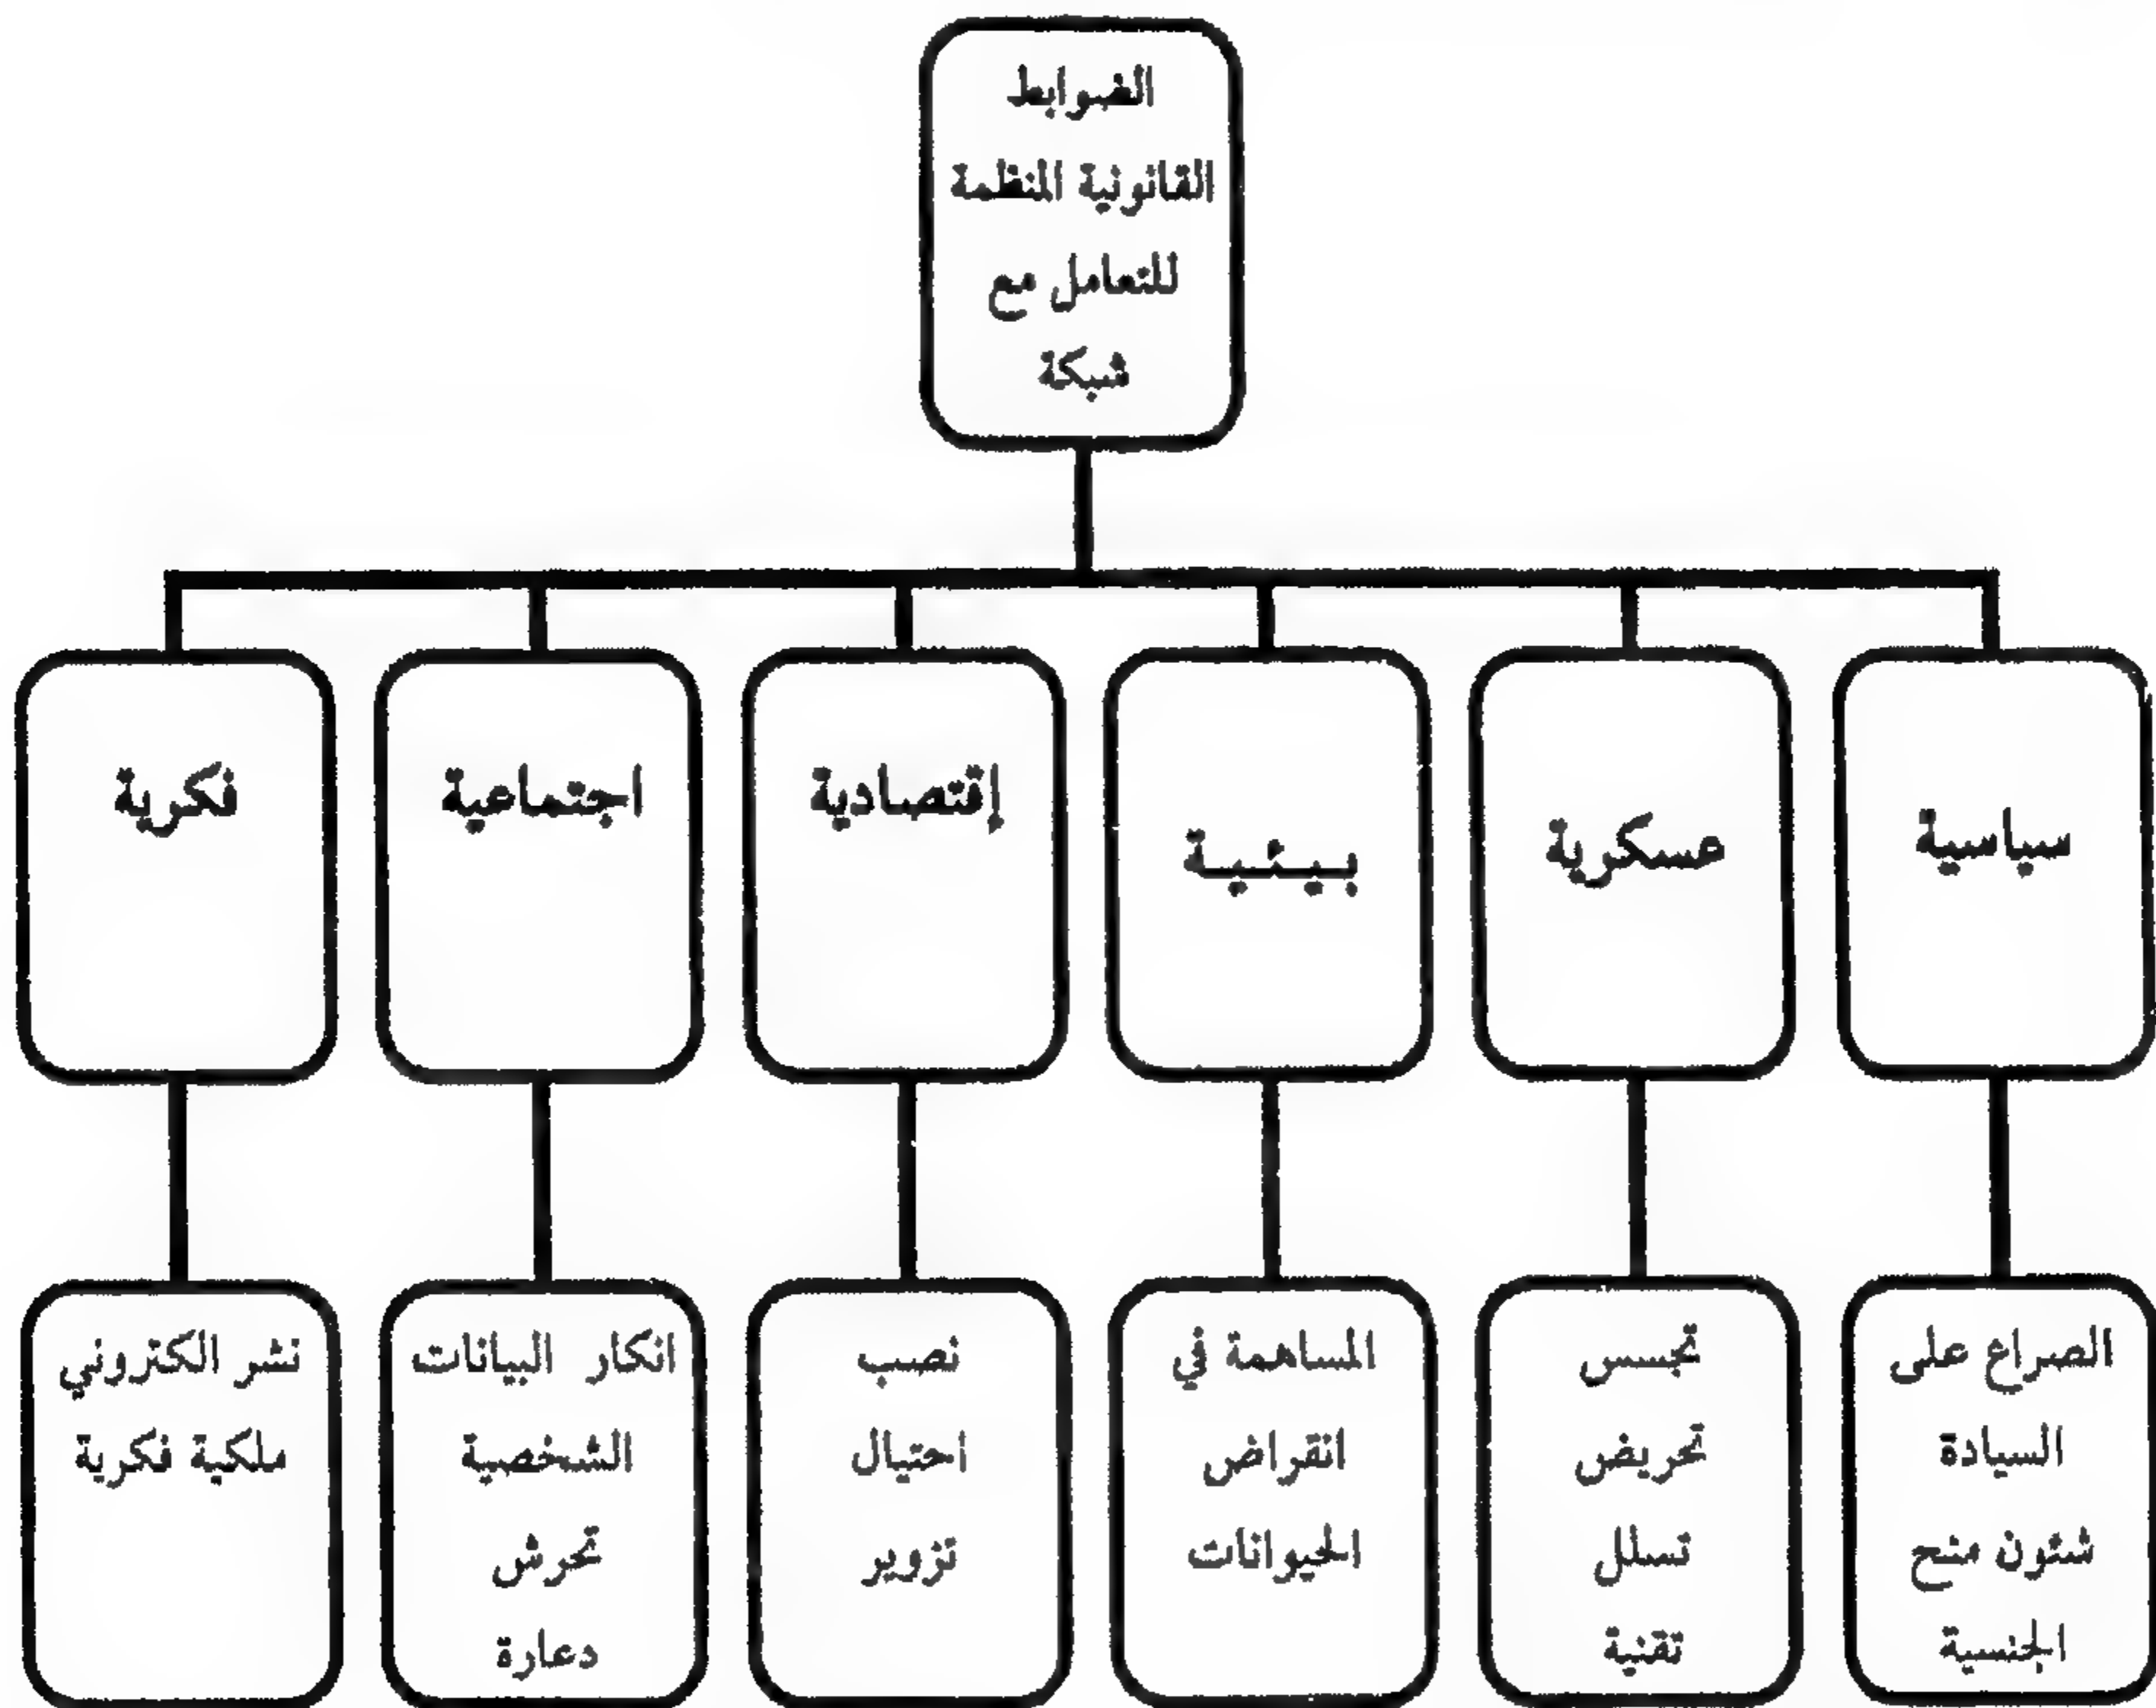 الضوابط
القانونية المنظمة
للتعامل مع
شبكة
سياسية
عسكرية
بيئية
إقتصادية
اجتماعية
فكرية
الصراع على
السيادة
شئون منح
الجنسية
تجسس
تحريض
تسلل
تقنية
المساهمة في
انقراض
الحيوانات
نصب
احتيال
تزوير
انكار البيانات
الشخصية
تحرش
دعارة
نشر الكتروني
ملكية فكرية